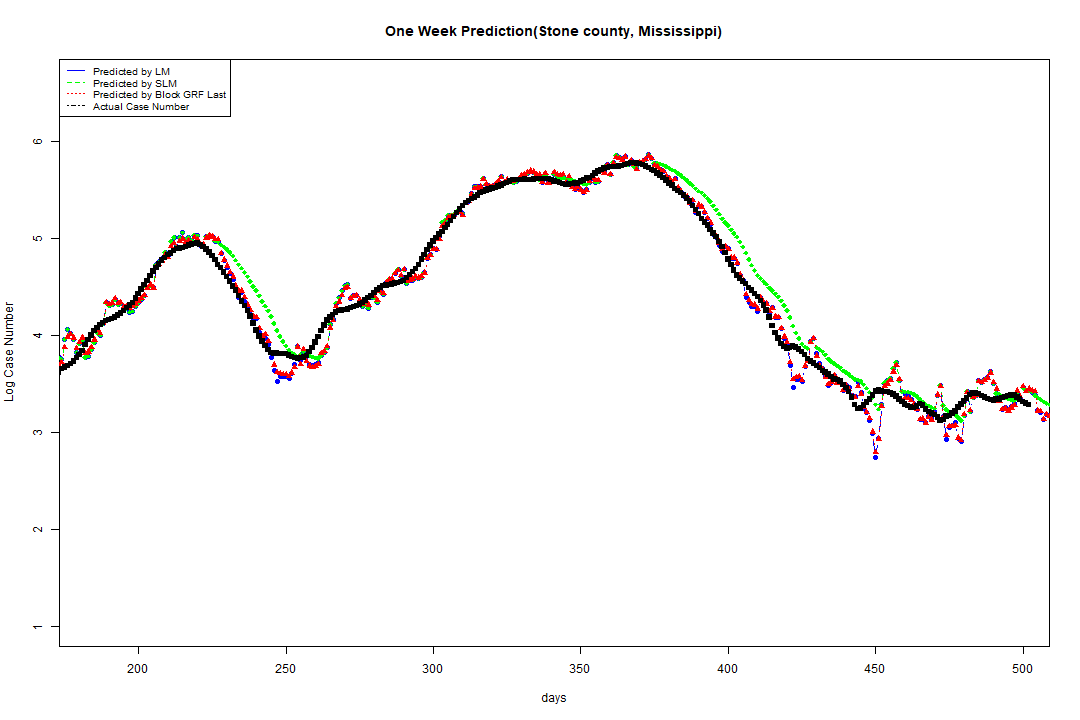 One Week Prediction(Stone county, Mississippi)
Predicted by LM
Predicted by SLM
Predicted by Block GRF Last
Actual Case Number
6
5
4
3
2
1
Log Case Number
200 250 300 350 400 450 500
days